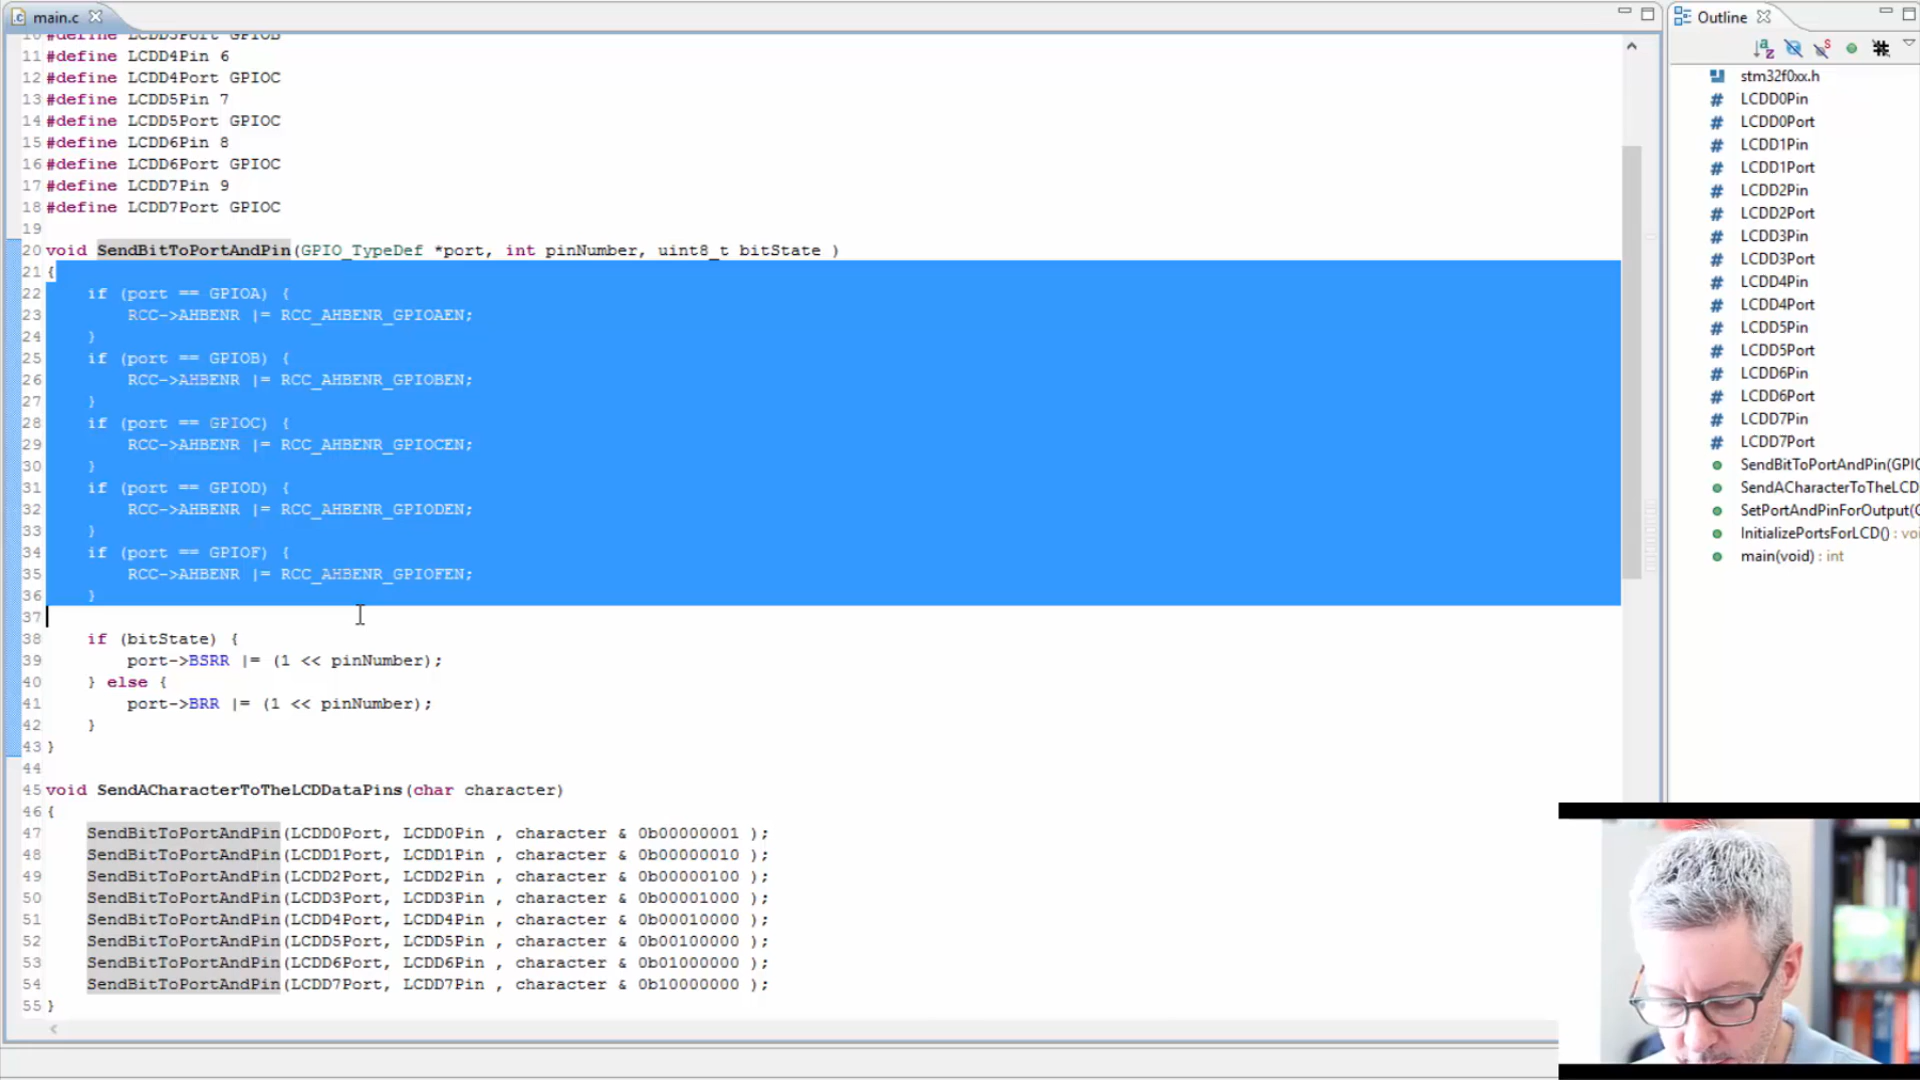 main.c
10 #define LCDD3Port GPIOB
11 #define LCDD4Pin 6
12 #define LCDD4Port GPIOC
13 #define LCDD5Pin 7
14 #define LCDD5Port GPIOC
15 #define LCDD6Pin 8
16 #define LCDD6Port GPIOC
17 #define LCDD7Pin 9
18 #define LCDD7Port GPIOC
19
20 void SendBitToPortAndPin(GPIO_TypeDef *port, int pinNumber, uint8_t bitState )
21 {
22 if (port == GPIOA) {
23 RCC->AHBENR |= RCC_AHBENR_GPIOAEN;
24 }
25 if (port == GPIOB) {
26 RCC->AHBENR |= RCC_AHBENR_GPIOBEN;
27 }
28 if (port == GPIOC) {
29 RCC->AHBENR |= RCC_AHBENR_GPIOCEN;
30 }
31 if (port == GPIOD) {
32 RCC->AHBENR |= RCC_AHBENR_GPIODEN;
33 }
34 if (port == GPIOF) {
35 RCC->AHBENR |= RCC_AHBENR_GPIOFEN;
36 }
37
38 if (bitState) {
39 port->BSRR |= (1 << pinNumber);
40 } else {
41 port->BRR |= (1 << pinNumber);
42 }
43 }
44
45 void SendACharacterToTheLCDDataPins(char character)
46 {
47 SendBitToPortAndPin(LCDD0Port, LCDD0Pin , character & 0b00000001 );
48 SendBitToPortAndPin(LCDD1Port, LCDD1Pin , character & 0b00000010 );
49 SendBitToPortAndPin(LCDD2Port, LCDD2Pin , character & 0b00000100 );
50 SendBitToPortAndPin(LCDD3Port, LCDD3Pin , character & 0b00001000 );
51 SendBitToPortAndPin(LCDD4Port, LCDD4Pin , character & 0b00010000 );
52 SendBitToPortAndPin(LCDD5Port, LCDD5Pin , character & 0b00100000 );
53 SendBitToPortAndPin(LCDD6Port, LCDD6Pin , character & 0b01000000 );
54 SendBitToPortAndPin(LCDD7Port, LCDD7Pin , character & 0b10000000 );
55 }
Outline
stm32f0xx.h
LCDD0Pin
LCDD0Port
LCDD1Pin
LCDD1Port
LCDD2Pin
LCDD2Port
LCDD3Pin
LCDD3Port
LCDD4Pin
LCDD4Port
LCDD5Pin
LCDD5Port
LCDD6Pin
LCDD6Port
LCDD7Pin
LCDD7Port
SendBitToPortAndPin(GPIO
SendACharacterToTheLCD
SetPortAndPinForOutput(
InitializePortsForLCD() : voi
main(void) : int